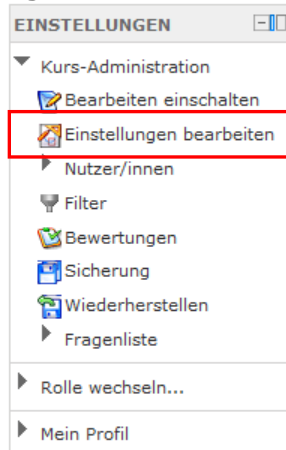 EINSTELLUNGEN
Kurs-Administration
Bearbeiten einschalten
Einstellungen bearbeiten
Nutzer/innen
Filter
Bewertungen
Sicherung
Wiederherstellen
Fragenliste
Rolle wechseln...
Mein Profil